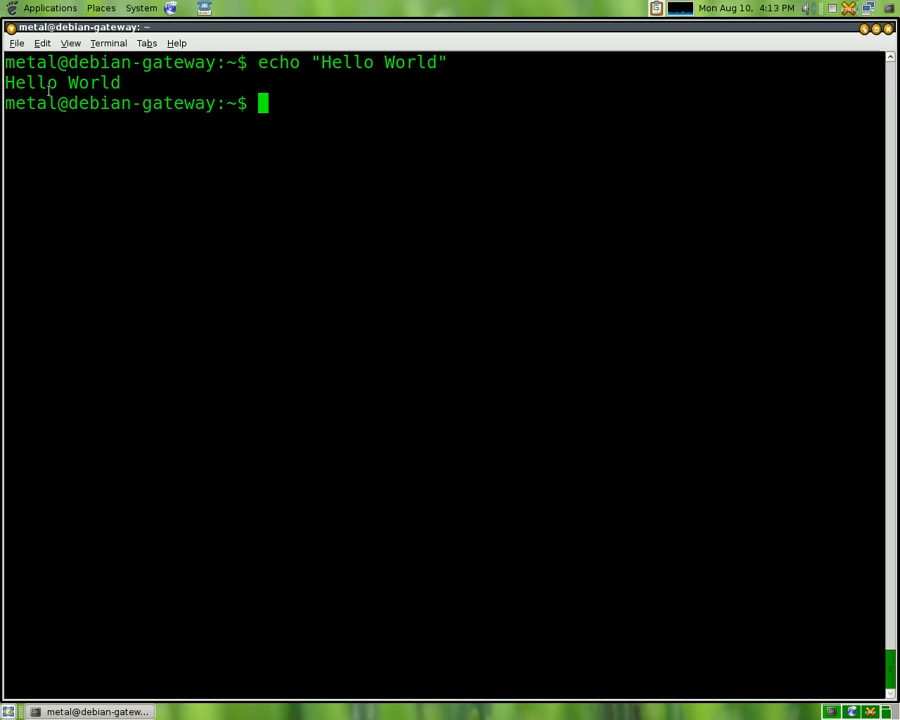 Applications Places System Mon Aug 10, 4:13 PM
metal@debian-gateway: ~
File Edit View Terminal Tabs Help
metal@debian-gateway:~$ echo "Hello World"
Hello World
metal@debian-gateway:~$
metal@debian-gatew...